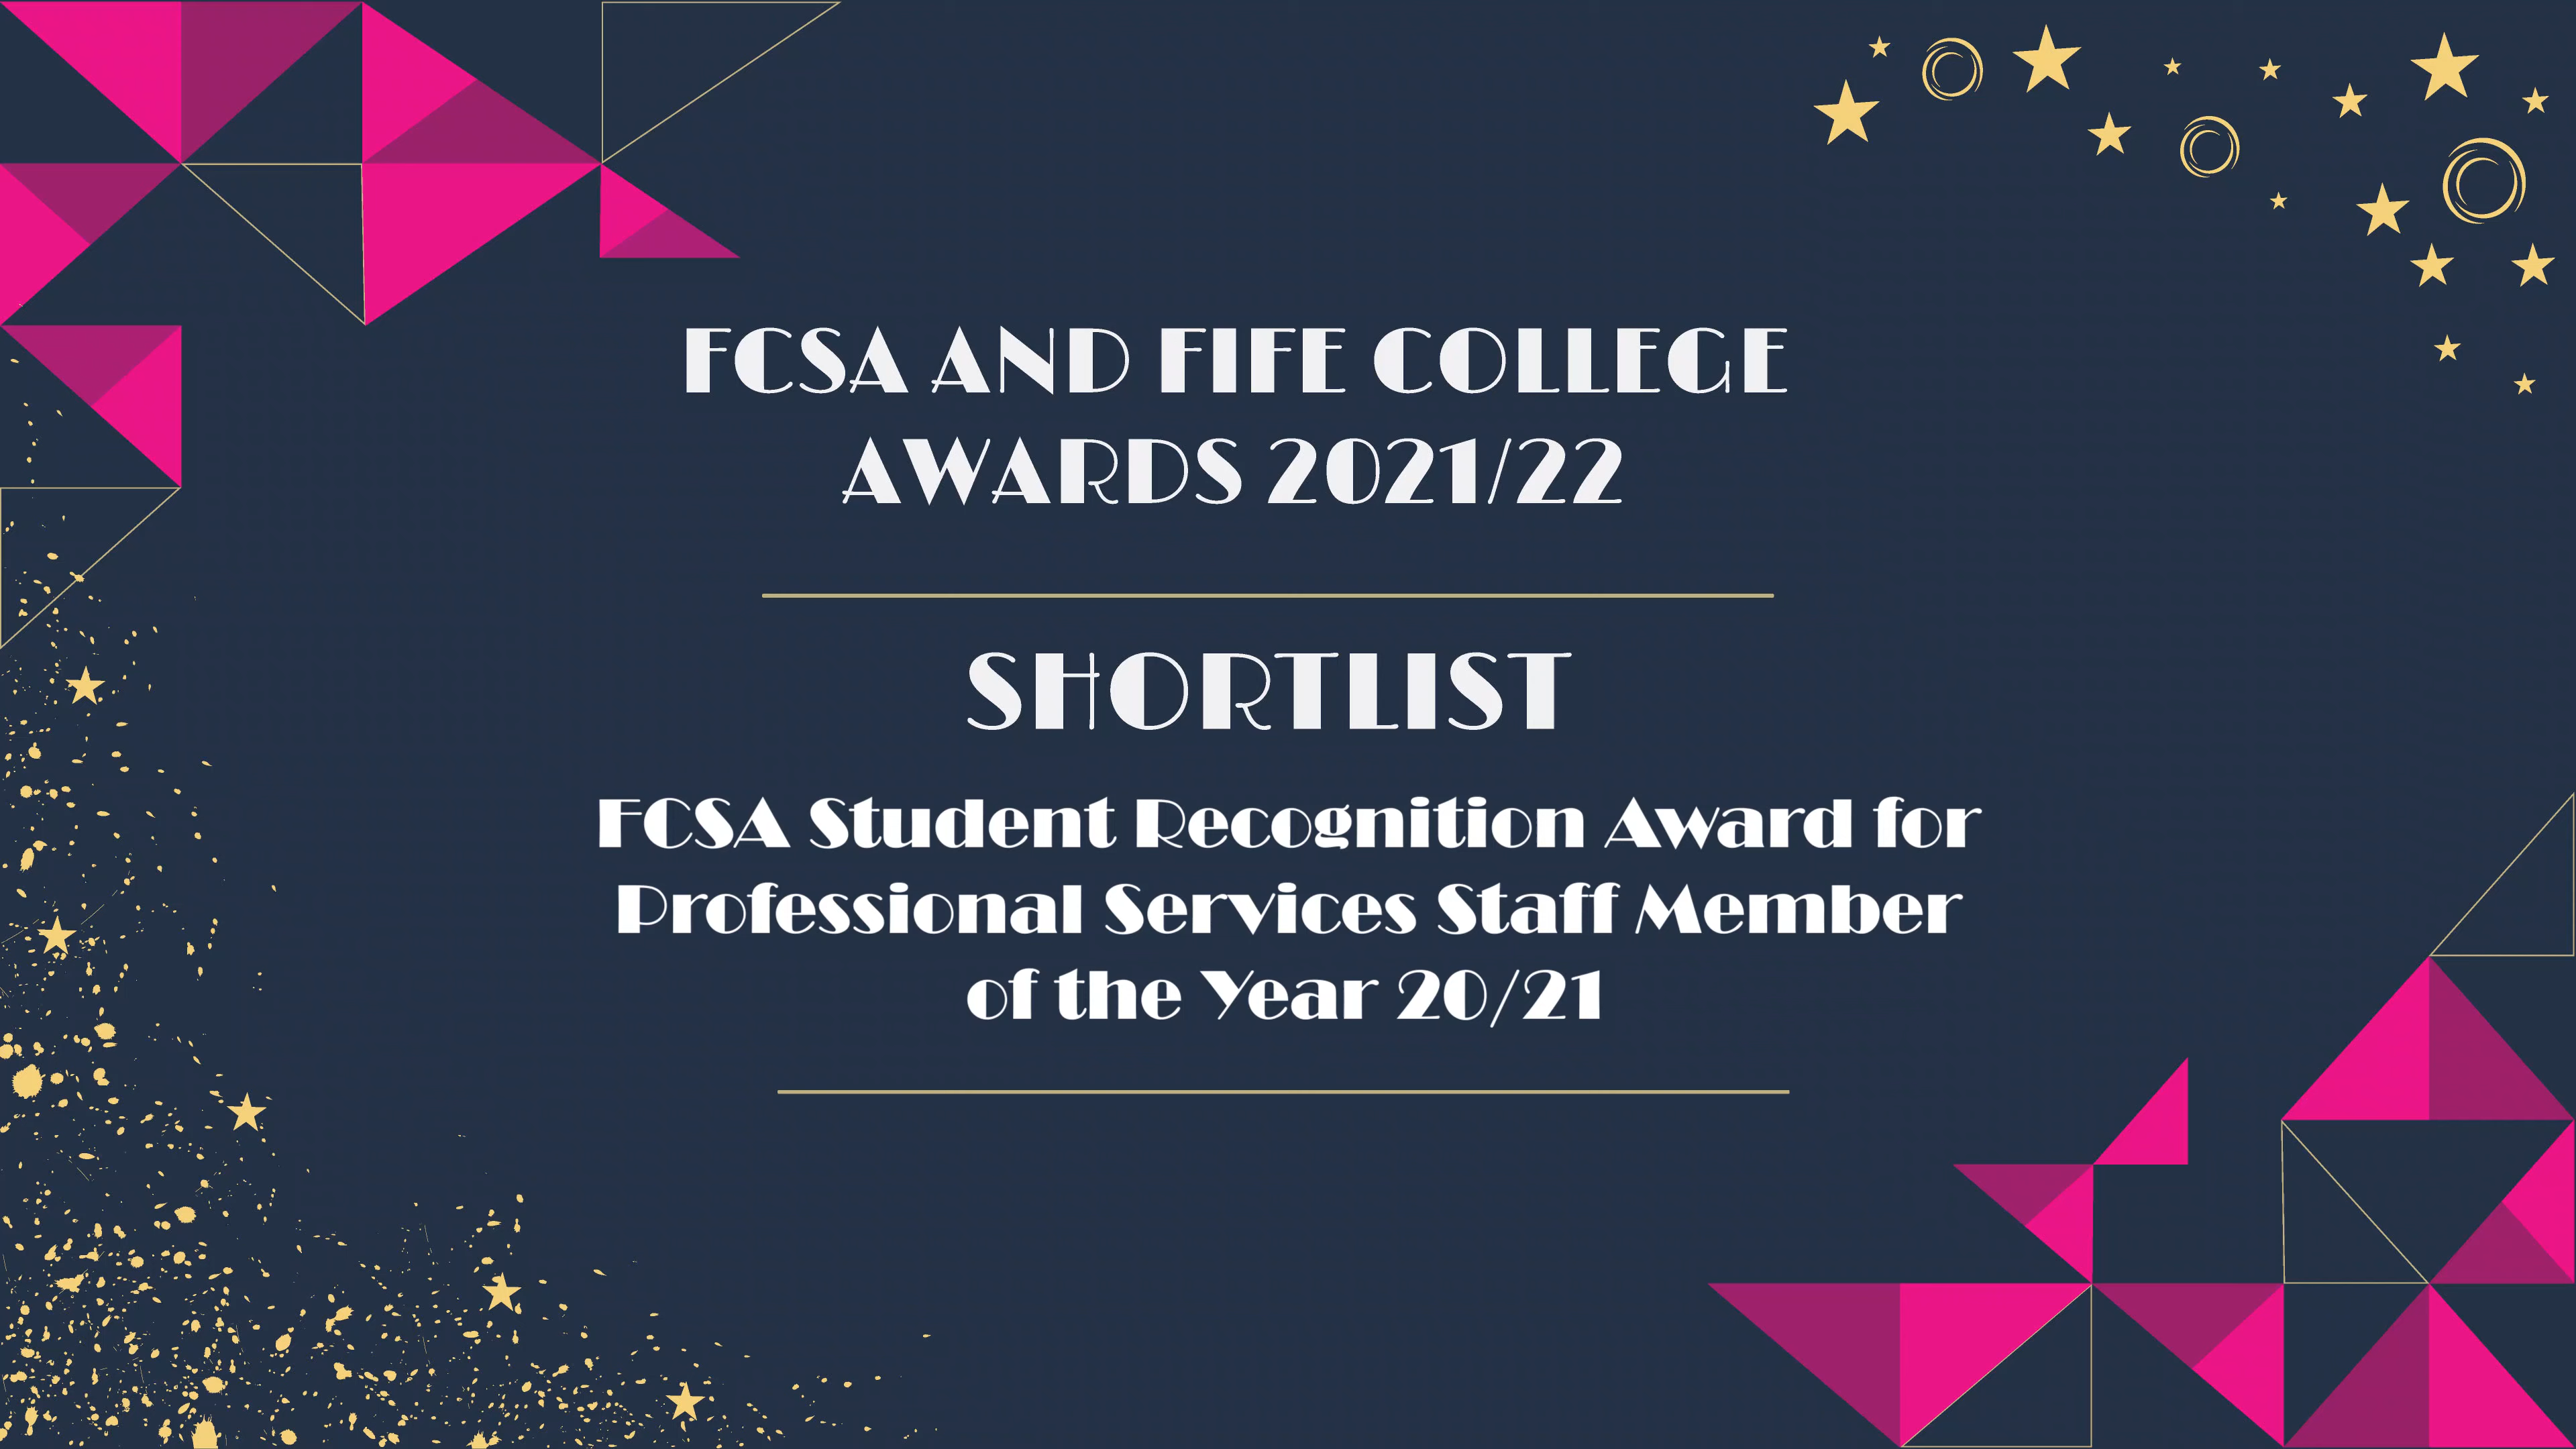 FCSA AND FIFE COLLEGE
AWARDS 2021/22
SHORTLIST
FCSA Student Recognition Award for
Professional Services Staff Member
of the Year 20/21